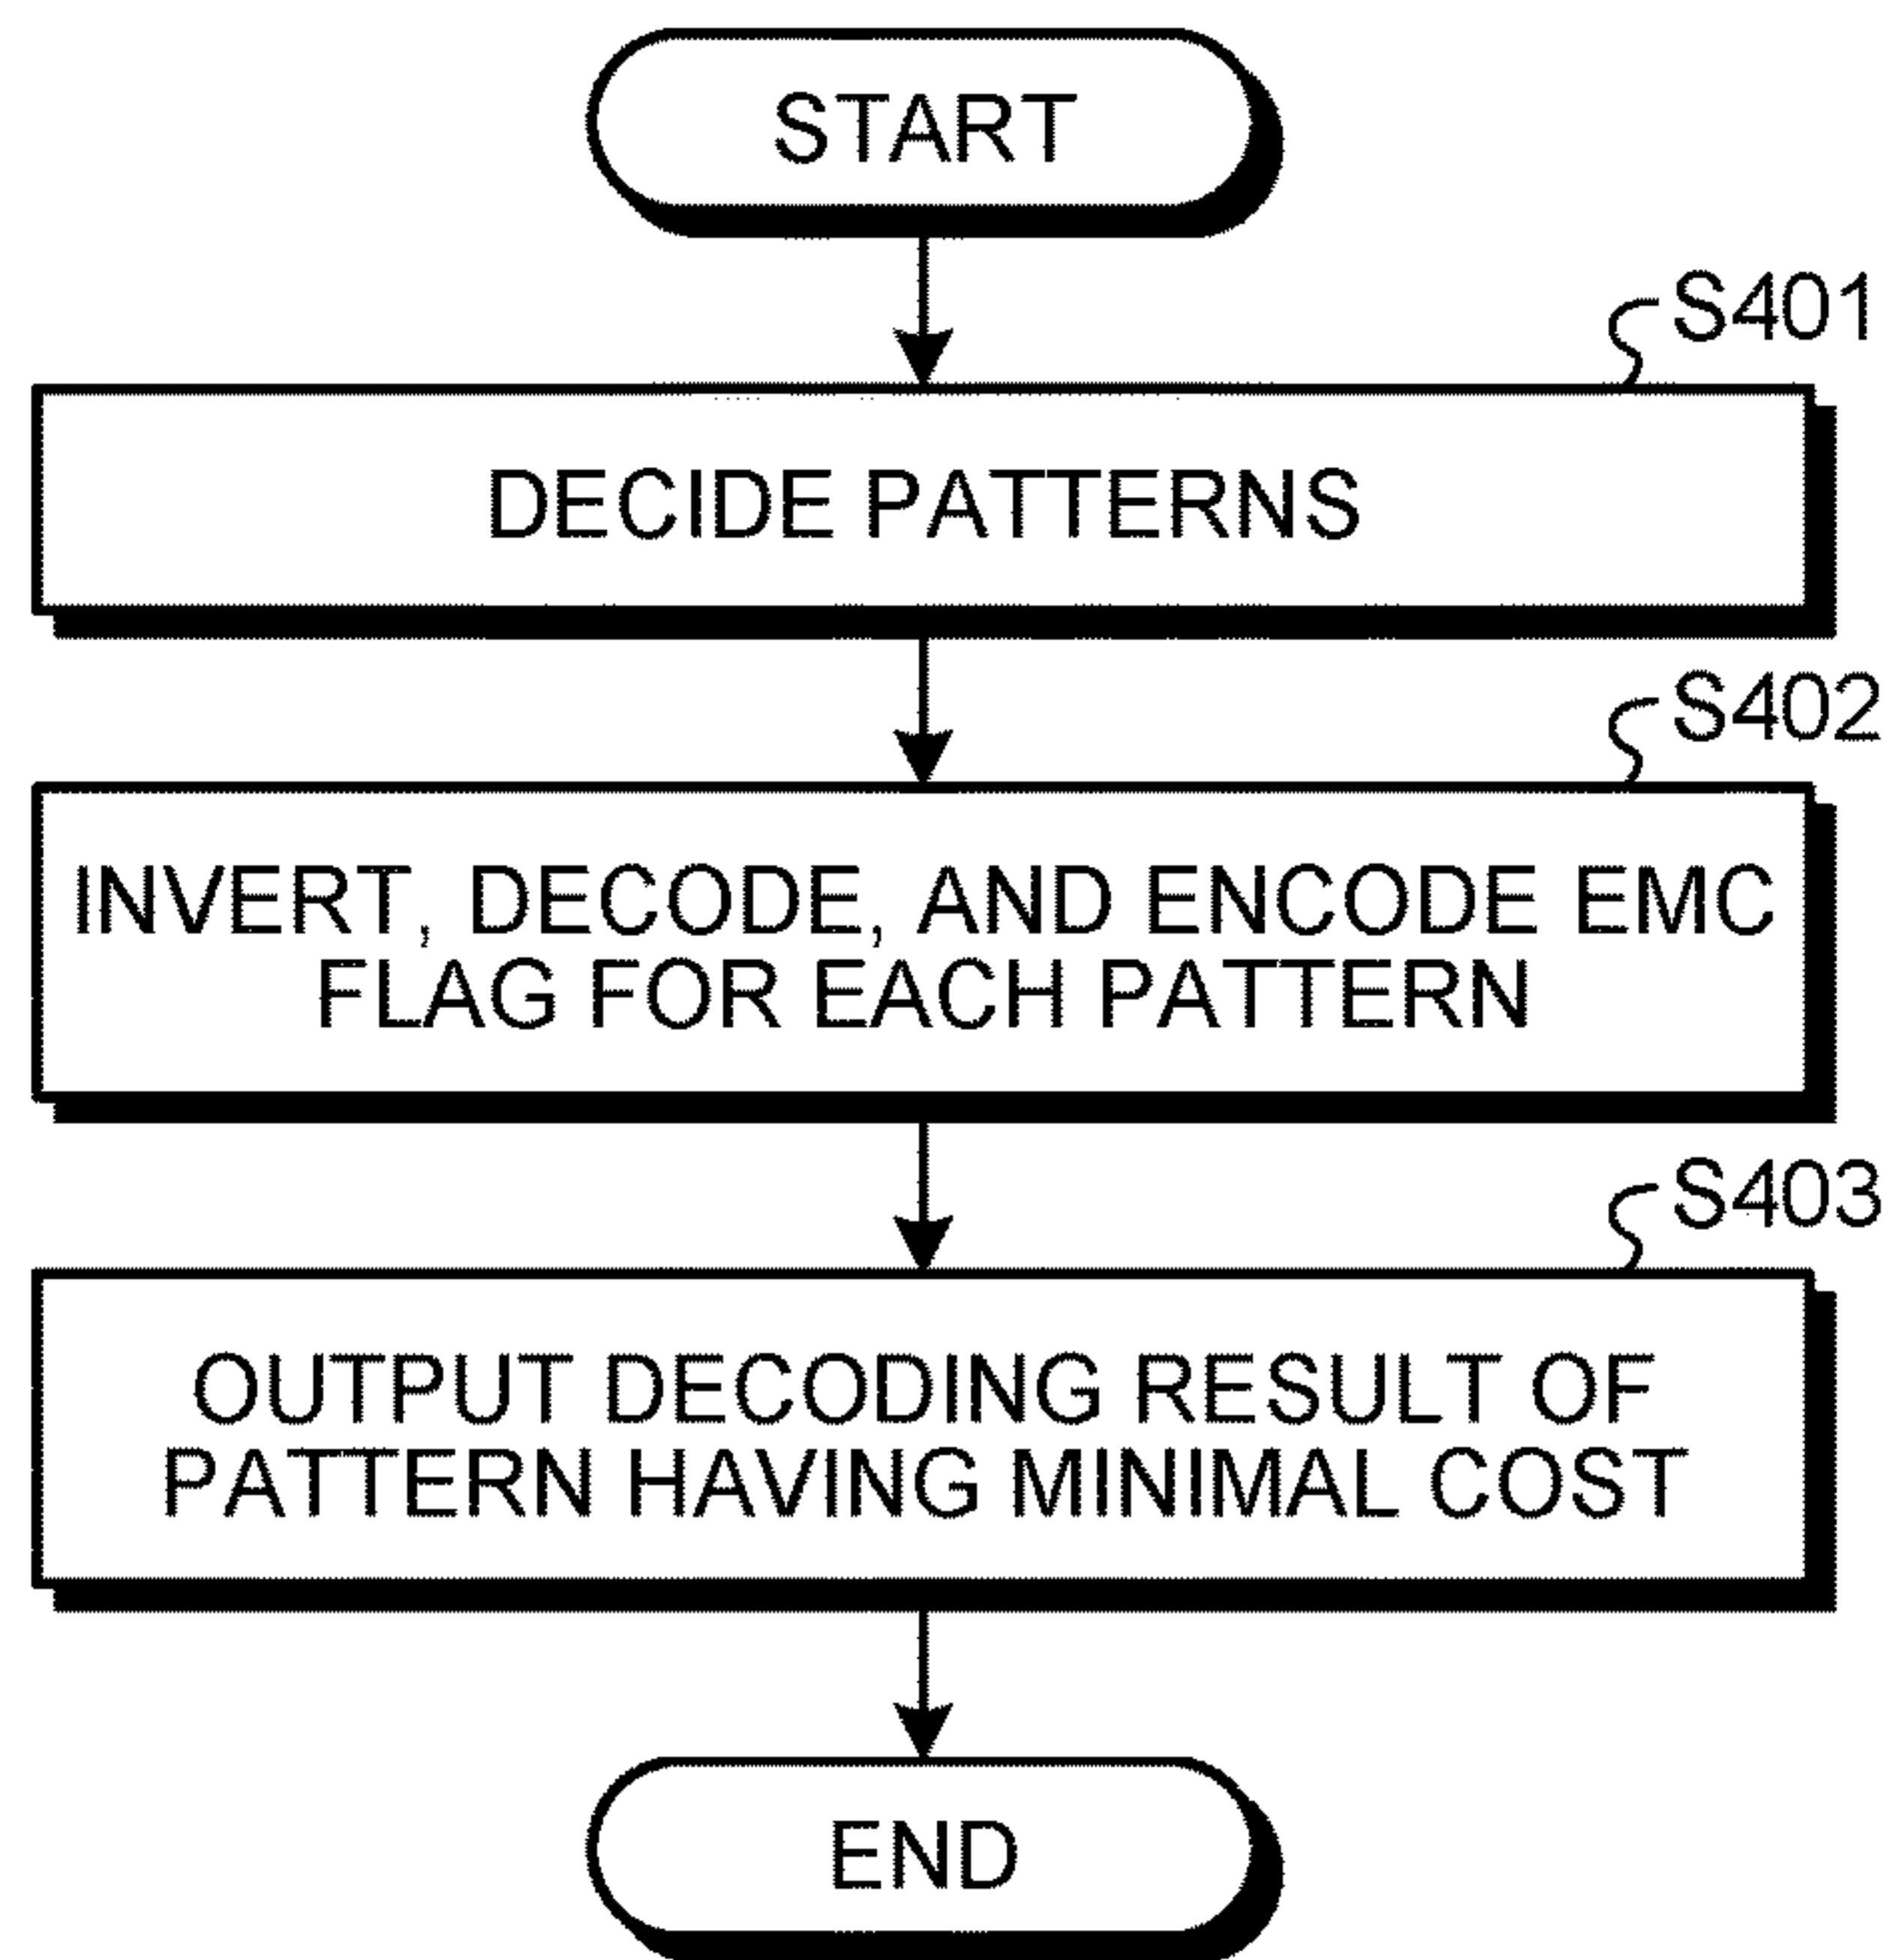 START
S401
DECIDE PATTERNS
S402
INVERT, DECODE, AND ENCODE EMC
FLAG FOR EACH PATTERN
S403
OUTPUT DECODING RESULT OF
PATTERN HAVING MINIMAL COST
END